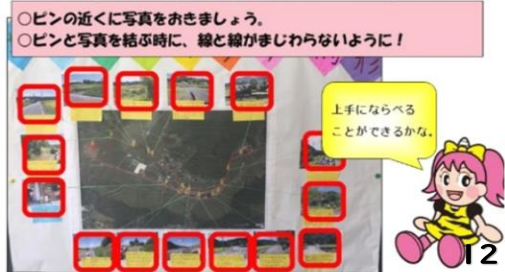 ○ピンの近くに写真をおきましょう。
○ピンと写真を結ぶ時に、線と線がまじわらないように！
上手にならべる
ことができるかな。
12